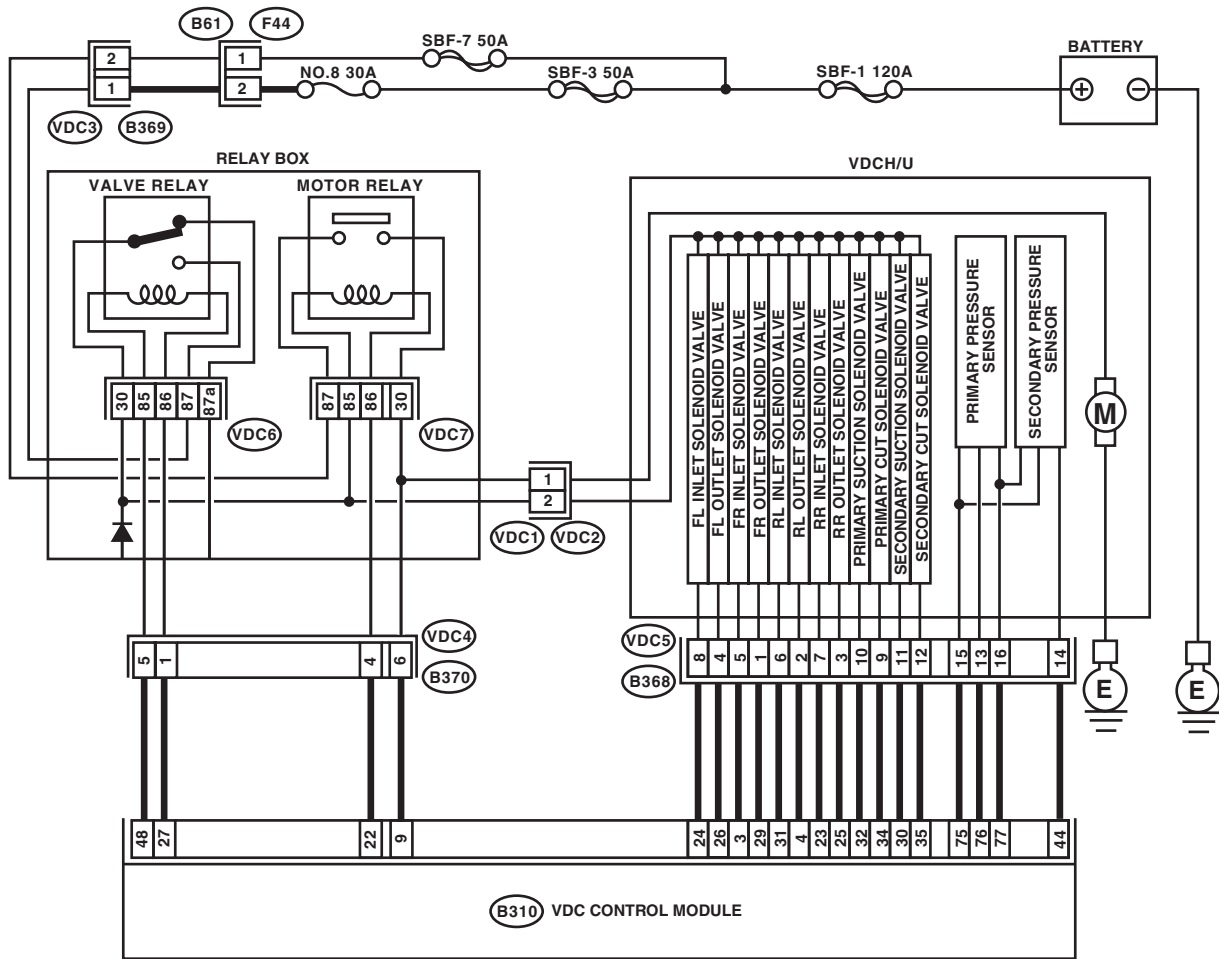 B61 F44
SBF-7 50A
BATTERY
2 1
NO.8 30A
SBF-3 50A
SBF-1 120A
1 2
+ −
VDC3 B369
RELAY BOX
VDCH/U
VALVE RELAY
MOTOR RELAY
FL INLET SOLENOID VALVE
FL OUTLET SOLENOID VALVE
FR INLET SOLENOID VALVE
FR OUTLET SOLENOID VALVE
RL INLET SOLENOID VALVE
RL OUTLET SOLENOID VALVE
RR INLET SOLENOID VALVE
RR OUTLET SOLENOID VALVE
PRIMARY SUCTION SOLENOID VALVE
PRIMARY CUT SOLENOID VALVE
SECONDARY SUCTION SOLENOID VALVE
SECONDARY CUT SOLENOID VALVE
PRIMARY PRESSURE
SENSOR
SECONDARY PRESSURE
SENSOR
M
30 85 86 87 87a
VDC6
87 85 86 30
VDC7
1
2
VDC1 VDC2
VDC4
5 1 4 6
B370
VDC5
8 4 5 1 6 2 7 3 10 9 11 12 15 13 16 14
B368
E
E
48 27 22 9 24 26 3 29 31 4 23 25 32 34 30 35 75 76 77 44
B310 VDC CONTROL MODULE